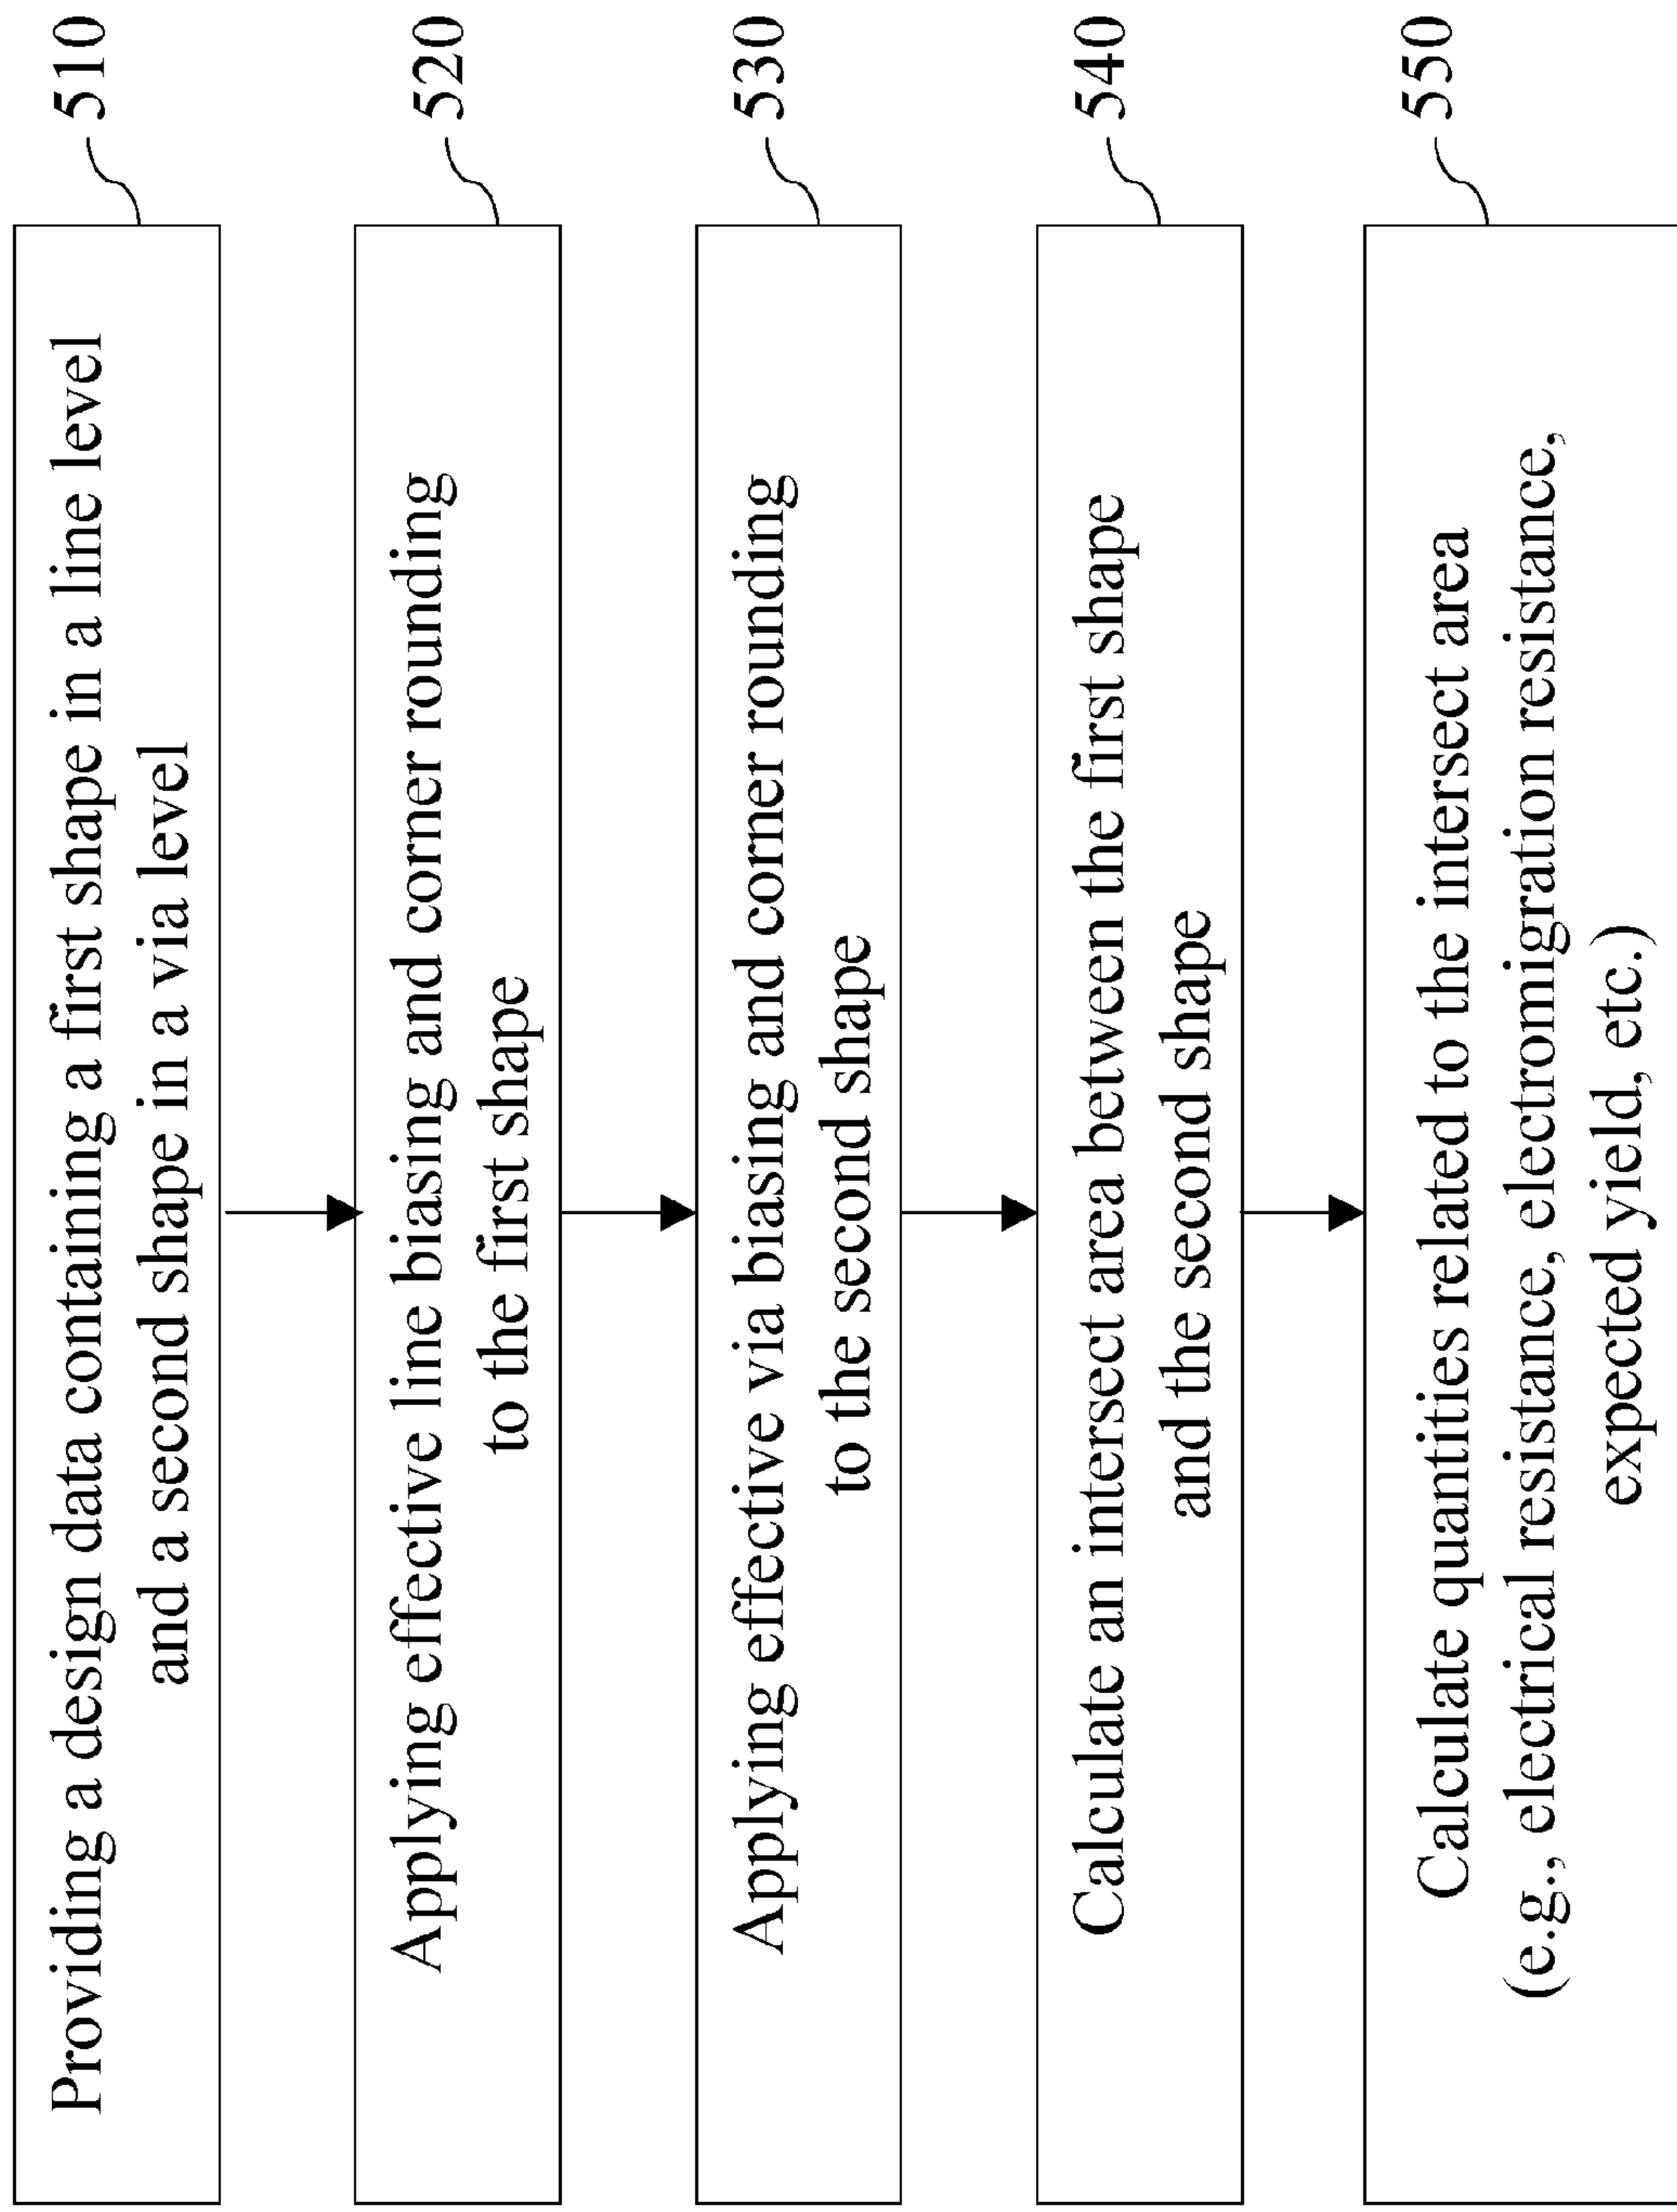 Providing a design data containing a first shape in a line level
and a second shape in a via level
510
Applying effective line biasing and corner rounding
to the first shape
520
Applying effective via biasing and corner rounding
to the second shape
530
Calculate an intersect area between the first shape
and the second shape
540
Calculate quantities related to the intersect area
(e.g., electrical resistance, electromigration resistance,
expected yield, etc.)
550